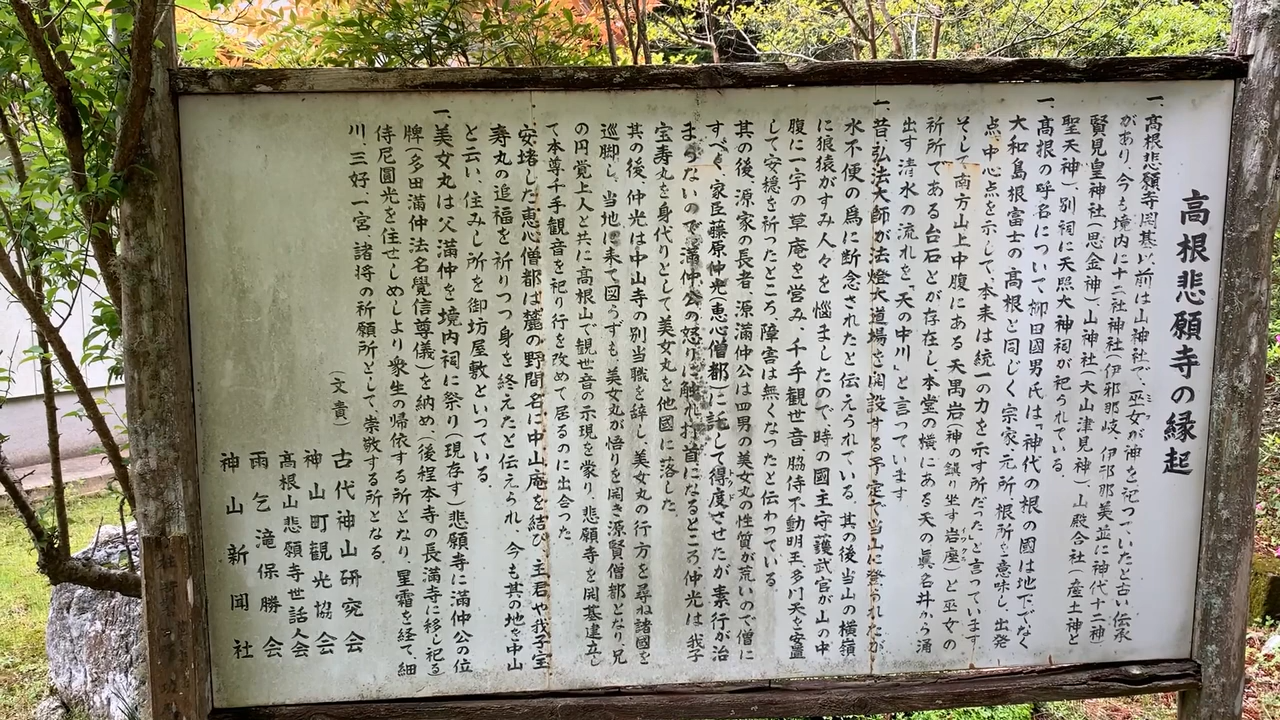 高根悲願寺の縁起
一、高根悲願寺開基以前は山神社で、巫女が神を記つていたと古い伝承
があり、今も境内に十二社神社(伊邪那岐、伊邪那美並に神代十二神)
賢見皇神社(思金神)、山神社(大山津見神)、山殿合社(産土神と
聖天神)、別祠に天照大神祠が祀られている。
一、高根の呼名について柳田國男氏は「神代の根の國は地下でなく
大和島根富士の高根と同じく宗家、元所、根所を意味し、出発
点、中心点を示して、本来は統一の力を示す所だった」と言っています。
そして南方山上中腹にある天畏岩(神の鎮り坐す岩座)と巫女の
祈所である台石とが存在し、本堂の横にある天の眞名井から湧
出す清水の流れを「天の中川」と言っています
一、昔、弘法大師が法燈大道場を開設する予定で当山に登られたが
水不便の為に断念されたと伝えられている。其の後、当山の横領
に狼猿がすみ人々を惱ましたので、時の國主守護武官が山の中
腹に一宇の草庵を営み、千手観世音、脇侍不動明王、多川天を安置
して安穏を祈ったところ、障害は無くなったと伝わっている。
其の後、源家の長者、源滿仲公は四男の美女丸の性質が荒いので僧に
すべく、家臣藤原仲光(恵心僧都)に託して得度させたが素行が治
まらないので、滿仲公の怒りに触れ打首になるところ仲光は我子
宝寿丸を身代りとして美女丸を他國に落した。
其の後、仲光は中山寺の別当職を辞し、美女丸の行方を尋ね諸國を
巡脚し、当地に来て図らずも、美女丸が悟りを開き源賢僧都となり、兄
の円覚上人と共に高根山で観世音の示現を蒙り、悲願寺を開基建立し
て本尊千手観音を祀り行を改めて居るのに出合った。
安堵した恵心僧都は麓の野間名に中山庵を結び、主君や我子宝
寿丸の追福を祈りつつ身を終えたと伝えられ、今も其の地を中山
と云い、住みし所を御坊屋敷といっている。
一、美女丸は父滿仲を境内祠に祭り(現存す)悲願寺に滿仲公の位
牌(多田滿仲法名覺信尊儀)を納め(後程本寺の長滿寺に移し祀る)
侍尼圓光を住せしめしより衆生の帰依する所となり、星霜を経て、細
川、三好、一宮、諸将の祈願所として、崇敬する所となる。
(文責) 古代神山研究会
神山町観光協会
高根山悲願寺世話人会
雨乞滝保勝会
神山新聞社